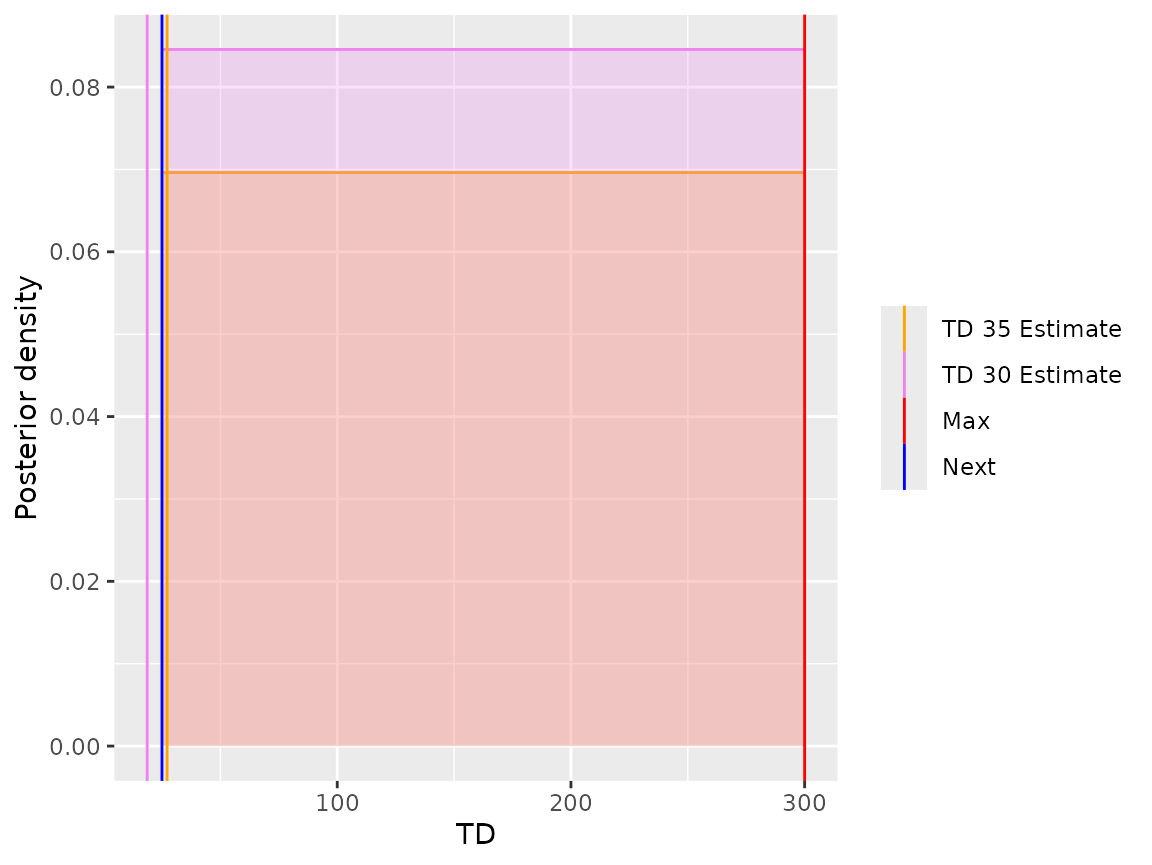 0.08
0.06
0.04
0.02
0.00
Posterior density
100
200
300
TD
TD 35 Estimate
TD 30 Estimate
Max
Next